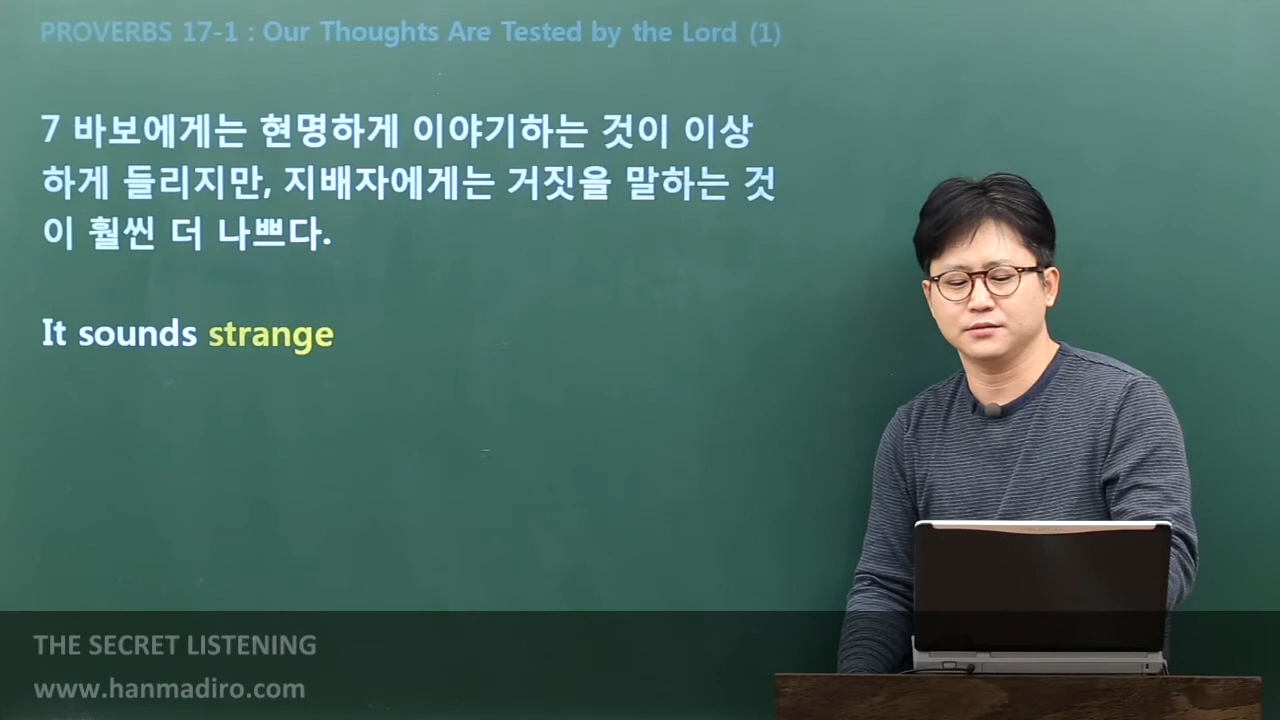 PROVERBS 17-1 : Our Thoughts Are Tested by the Lord (1)
7 바보에게는 현명하게 이야기하는 것이 이상
하게 들리지만, 지배자에게는 거짓을 말하는 것
이 훨씬 더 나쁘다.
It sounds strange
THE SECRET LISTENING
www.hanmadiro.com